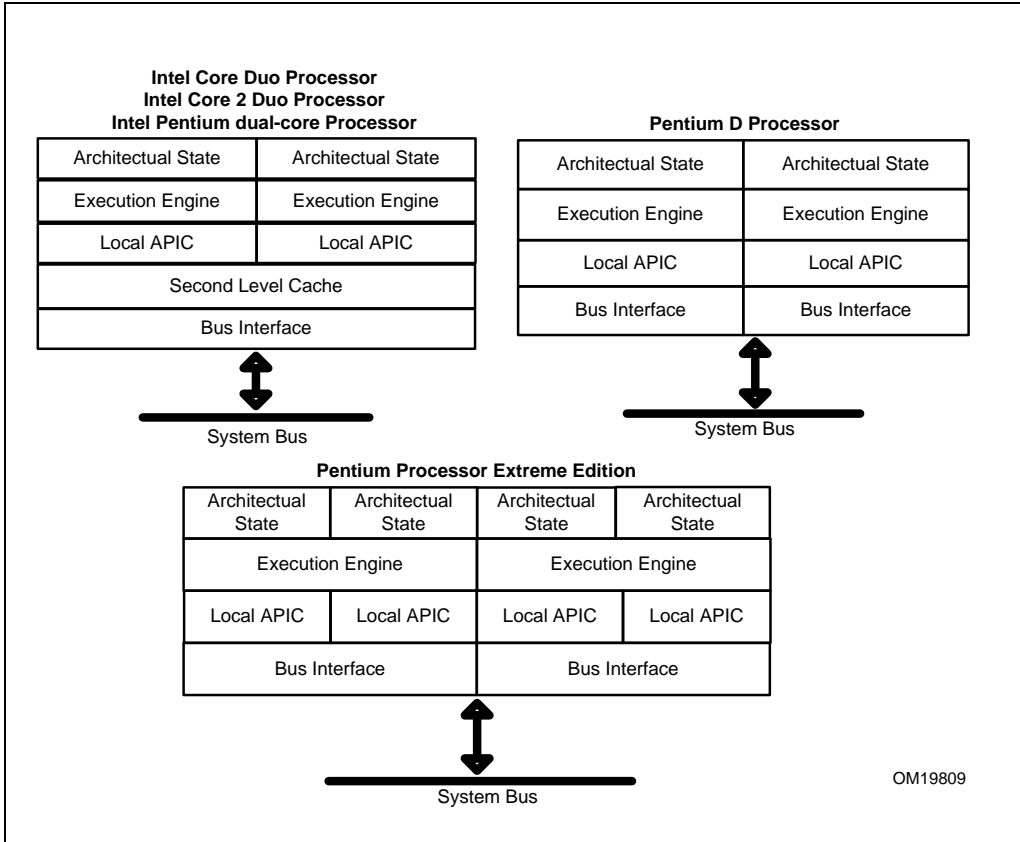 Intel Core Duo Processor
Intel Core 2 Duo Processor
Intel Pentium dual-core Processor
Architectual State Architectual State
Execution Engine Execution Engine
Local APIC Local APIC
Second Level Cache
Bus Interface
System Bus
Pentium D Processor
Architectual State Architectual State
Execution Engine Execution Engine
Local APIC Local APIC
Bus Interface Bus Interface
System Bus
Pentium Processor Extreme Edition
Architectual Architectual Architectual Architectual
State State State State
Execution Engine Execution Engine
Local APIC Local APIC Local APIC Local APIC
Bus Interface Bus Interface
System Bus
OM19809